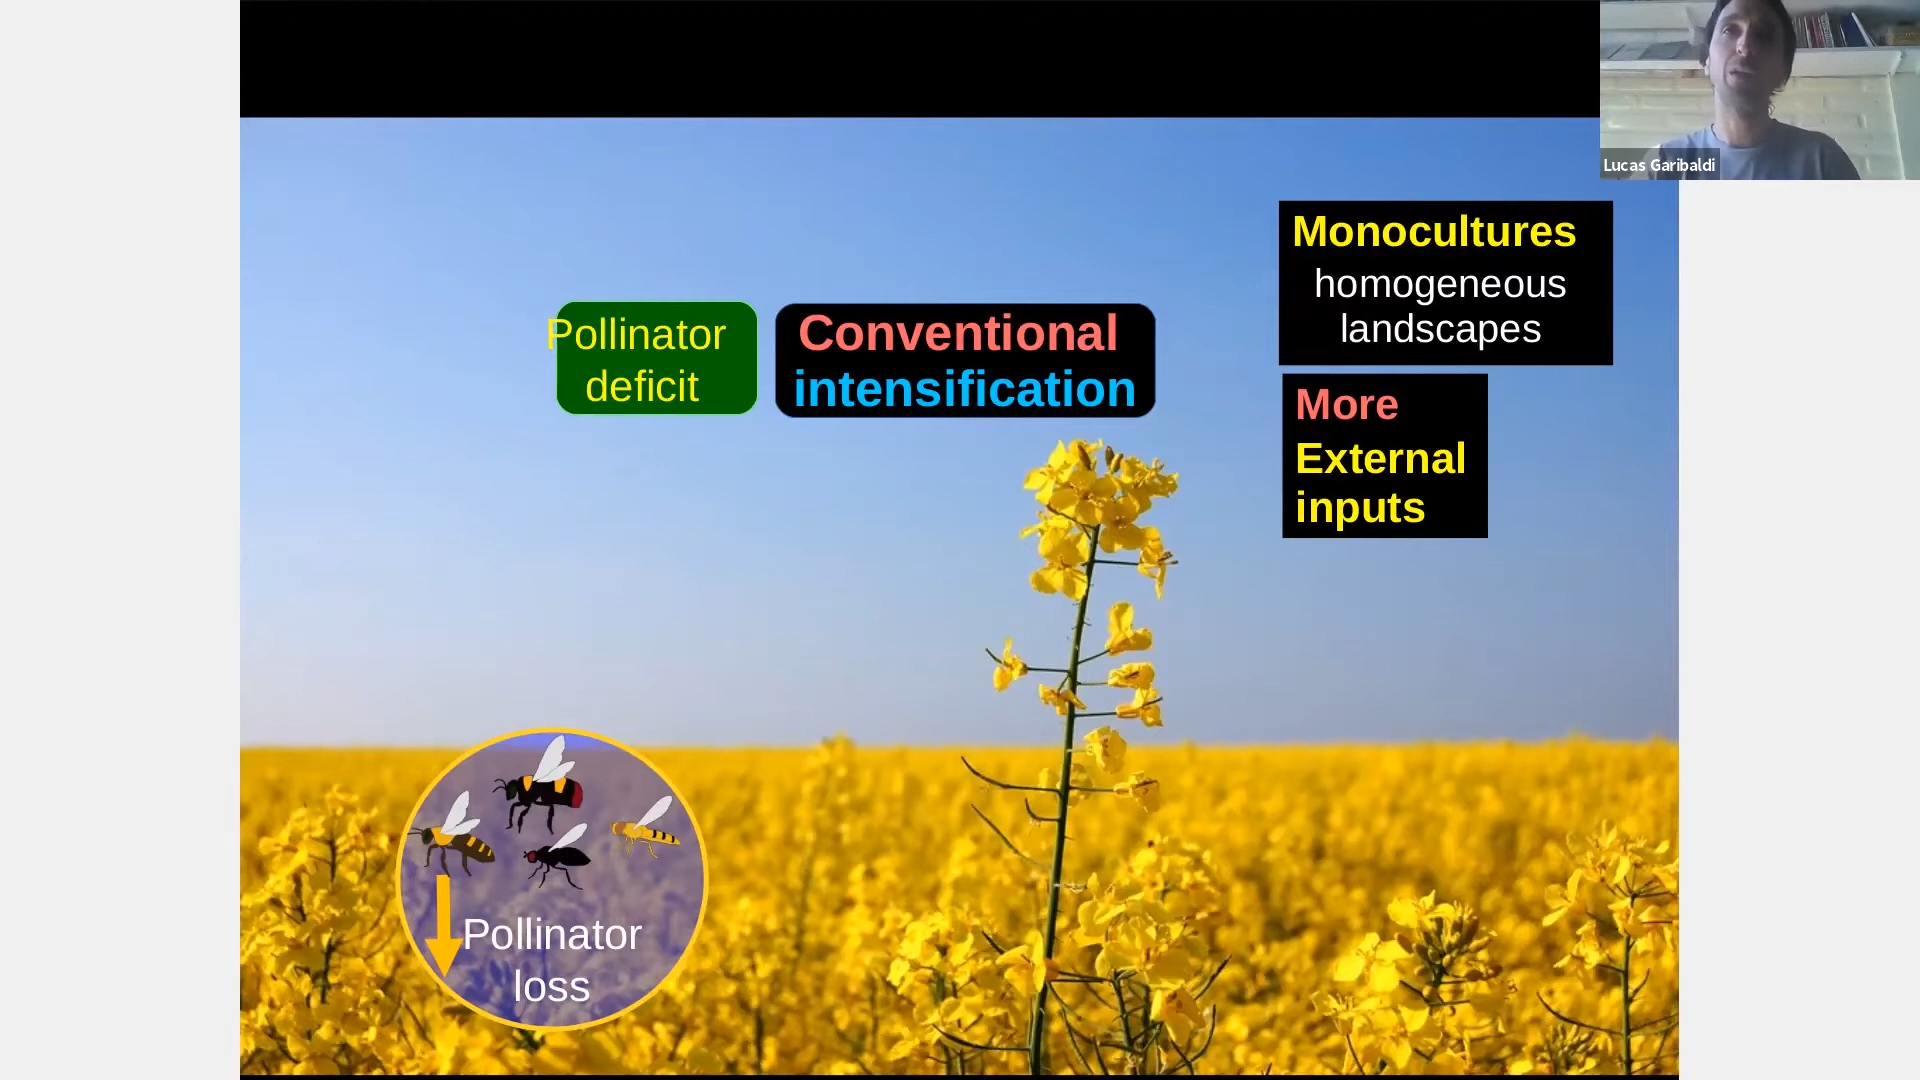 Lucas Garibaldi
Monocultures
homogeneous
landscapes
Pollinator
deficit
Conventional
intensification
More
External
inputs
Pollinator
loss